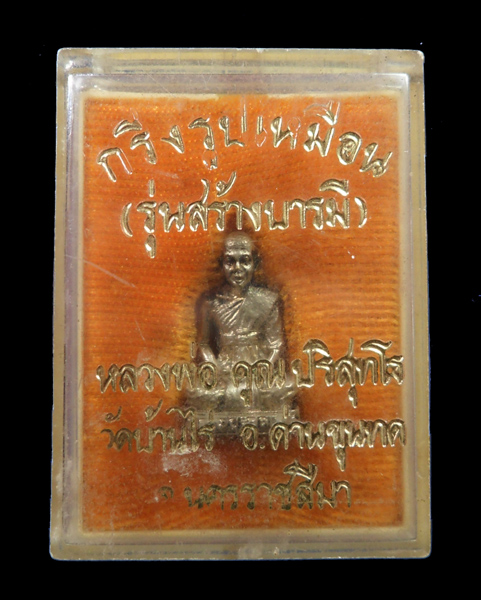 กริ่งรูปเหมือน
(รุ่นสร้างบารมี)
หลวงพ่อ คูณ ปริสุทโธ
วัดบ้านไร่ อ.ด่านขุนทด
จ.นครราชสีมา